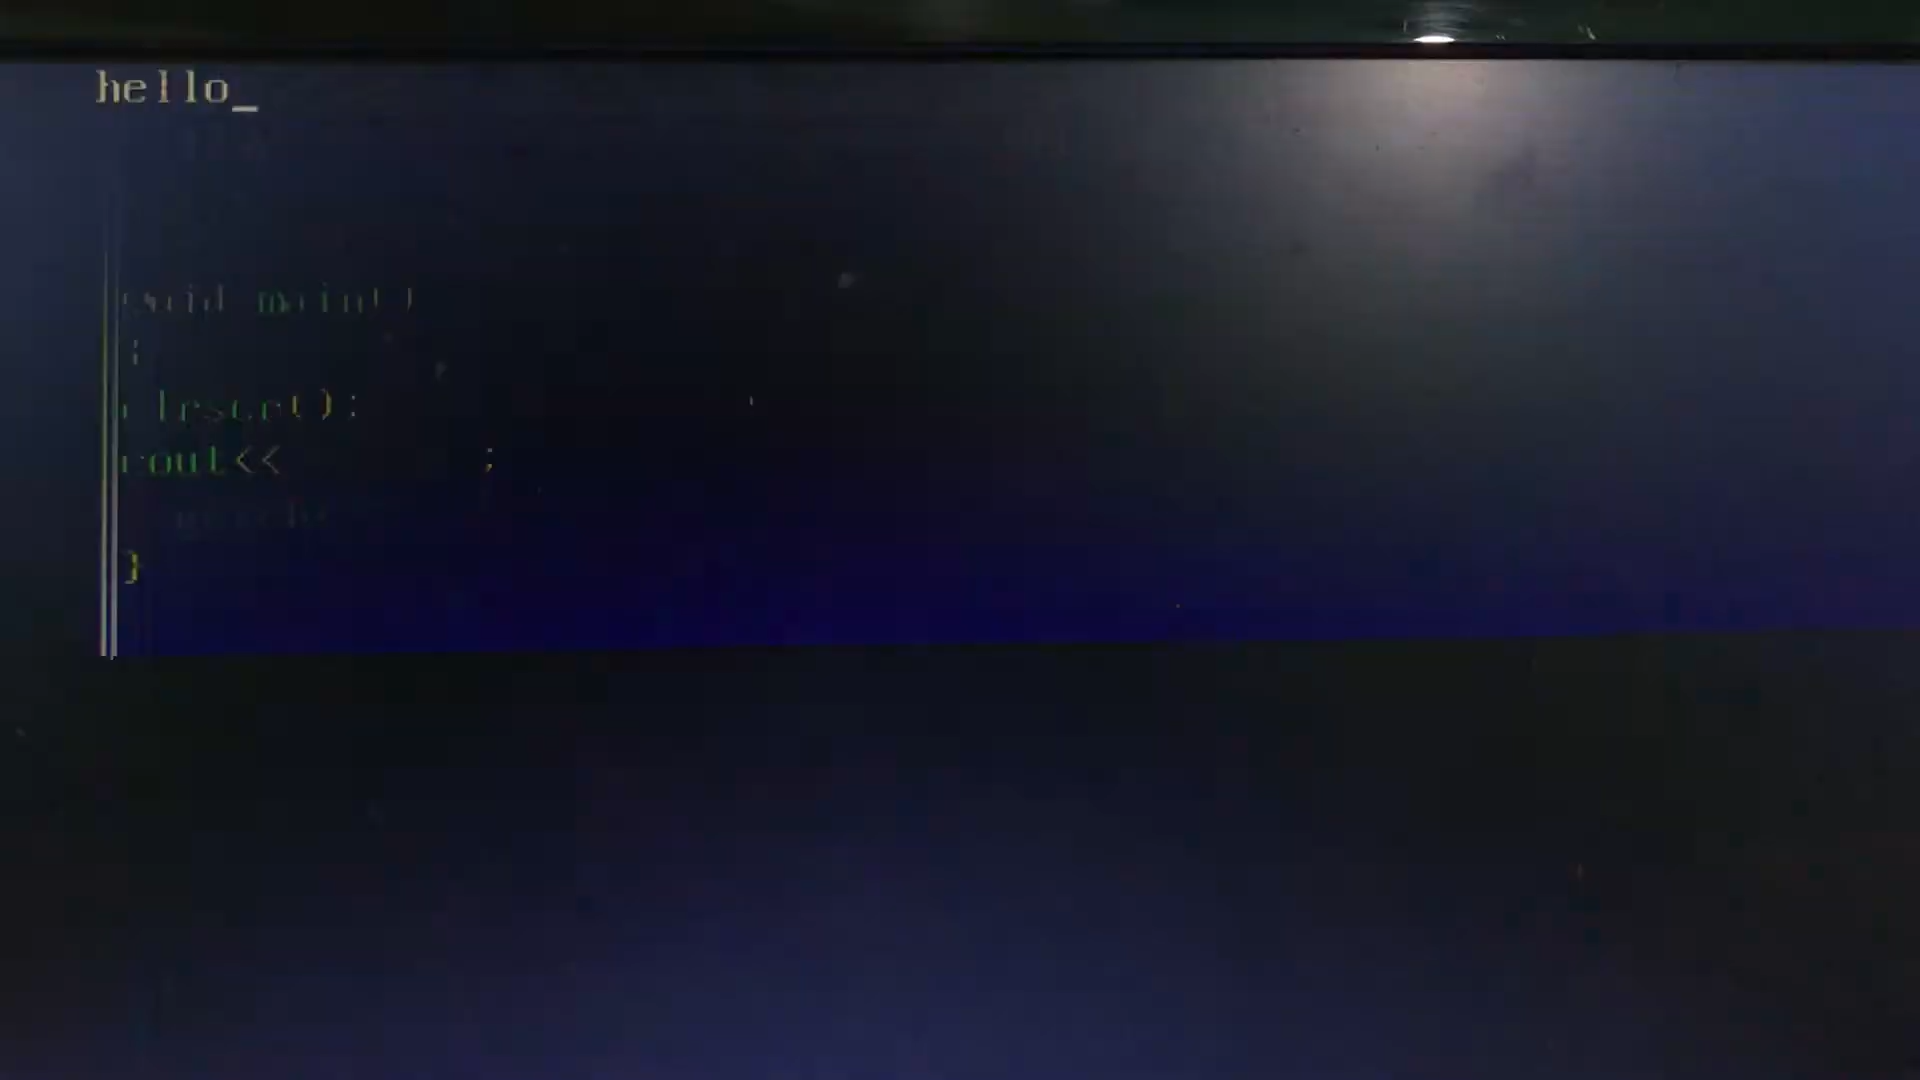 hello_
void main()
clrscr();
cout<< ;
}